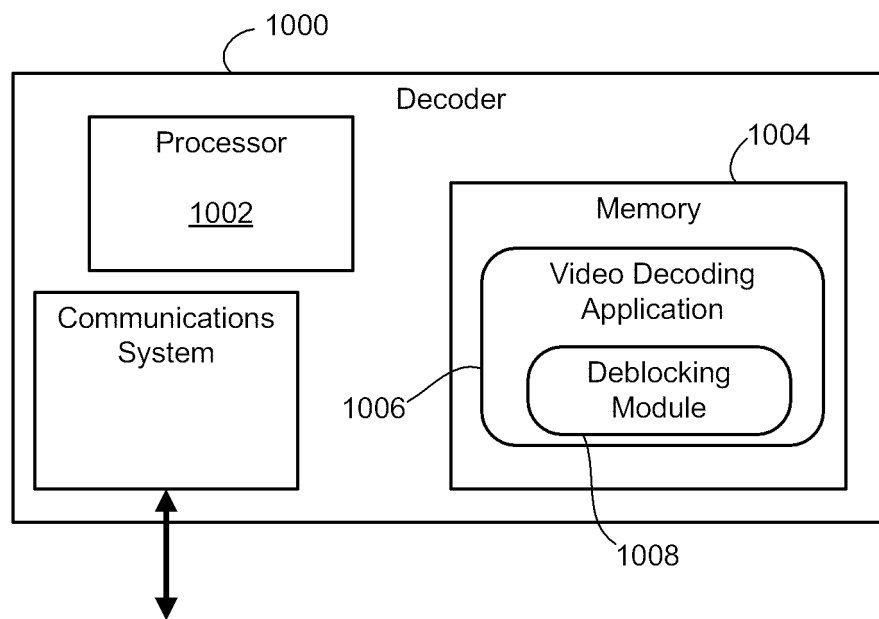 1000
Decoder
Processor
1002
1004
Memory
Video Decoding
Application
Communications
System
Deblocking
Module
1006
1008